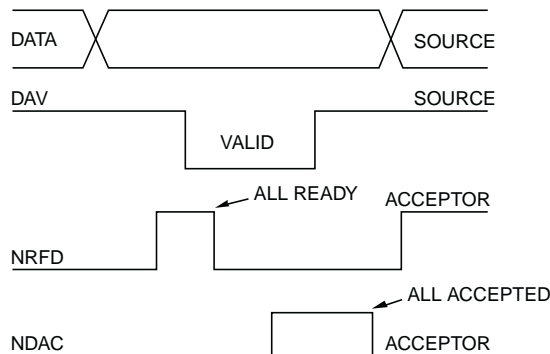 DATA SOURCE
DAV SOURCE
VALID
ALL READY
ACCEPTOR
NRFD
ALL ACCEPTED
NDAC ACCEPTOR